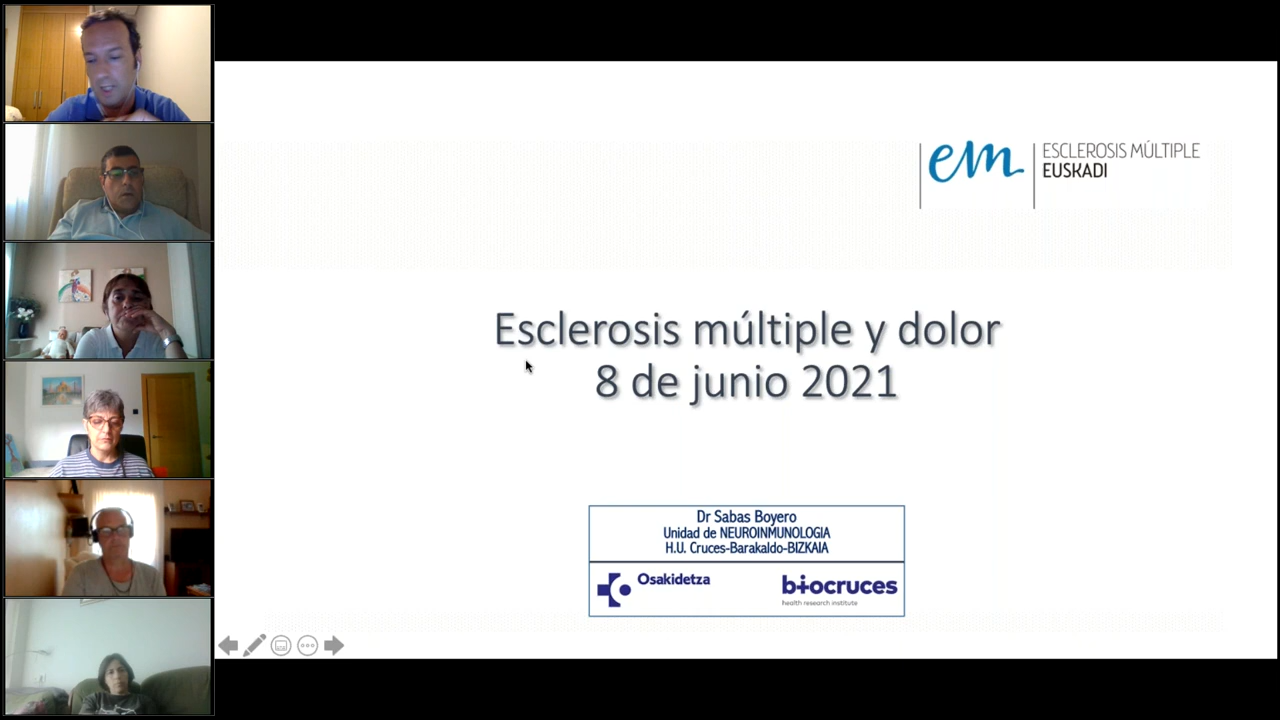 em
ESCLEROSIS MÚLTIPLE
EUSKADI
Esclerosis múltiple y dolor
8 de junio 2021
Dr Sabas Boyero
Unidad de NEUROINMUNOLOGIA
H.U. Cruces-Barakaldo-BIZKAIA
Osakidetza
biocruces
health research institute